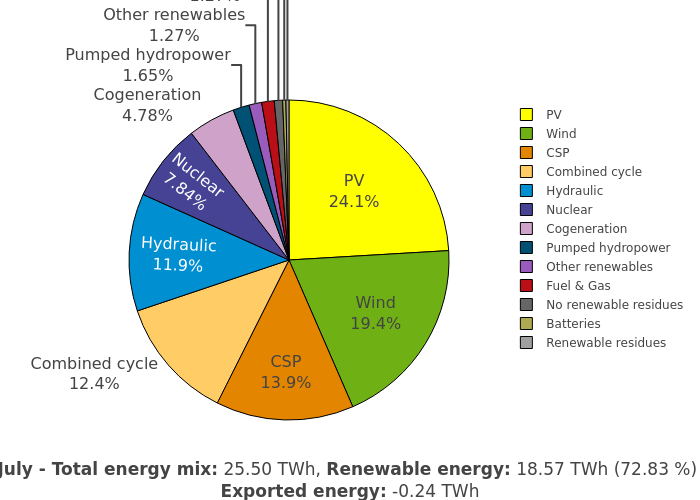 Other renewables
1.27%
Pumped hydropower
1.65%
Cogeneration
4.78%
Nuclear
7.84%
Hydraulic
11.9%
Combined cycle
12.4%
CSP
13.9%
Wind
19.4%
PV
24.1%
PV
Wind
CSP
Combined cycle
Hydraulic
Nuclear
Cogeneration
Pumped hydropower
Other renewables
Fuel & Gas
No renewable residues
Batteries
Renewable residues
July - Total energy mix: 25.50 TWh, Renewable energy: 18.57 TWh (72.83 %)
Exported energy: -0.24 TWh